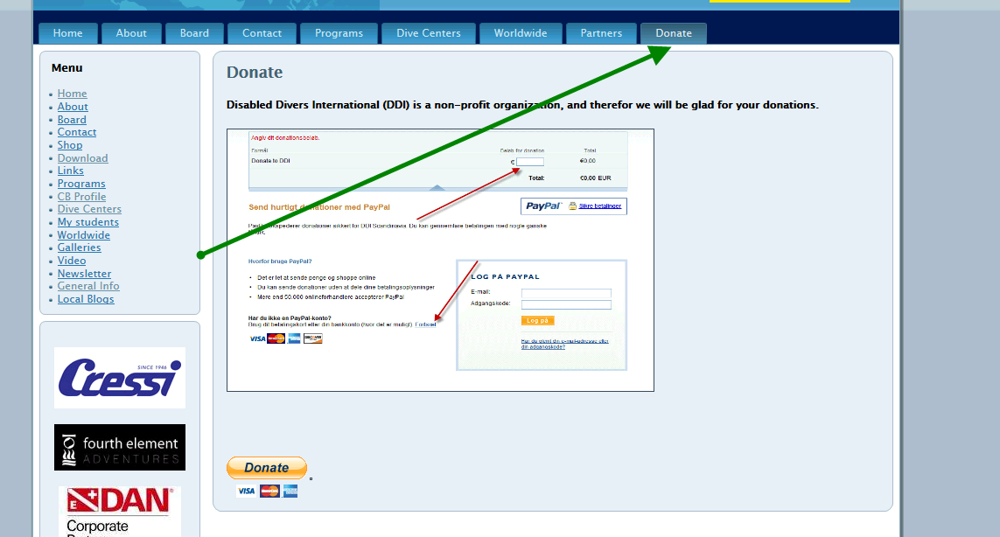 Home About Board Contact Programs Dive Centers Worldwide Partners Donate
Menu
Home
About
Board
Contact
Shop
Download
Links
Programs
CB Profile
Dive Centers
My students
Worldwide
Galleries
Video
Newsletter
General Info
Local Blogs
Cressi
SINCE 1946
fourth element
ADVENTURES
DAN
Corporate
Donate
Disabled Divers International (DDI) is a non-profit organization, and therefor we will be glad for your donations.
Angiv dit donationsbeløb.
Formål Beløb for donation Total
Donate to DDI € €0,00
Total: €0,00 EUR
Send hurtigt donationer med PayPal
PayPal Sikre betalinger
donationer sikkert for DDI Scandinavia. Du kan gennemføre betalingen med nogle ganske
Hvorfor bruge PayPal?
Det er let at sende penge og shoppe online
Du kan sende donationer uden at dele dine betalingsoplysninger
Mere end 50.000 onlineforhandlere accepterer PayPal
Har du ikke en PayPal-konto?
Brug dit betalingskort eller din bankkonto (hvor det er muligt). Fortsæt
VISA MasterCard DISCOVER
LOG PÅ PAYPAL
E-mail:
Adgangskode:
Log på
Har du glemt din e-mail-adresse eller
din adgangskode?
Donate
VISA MasterCard